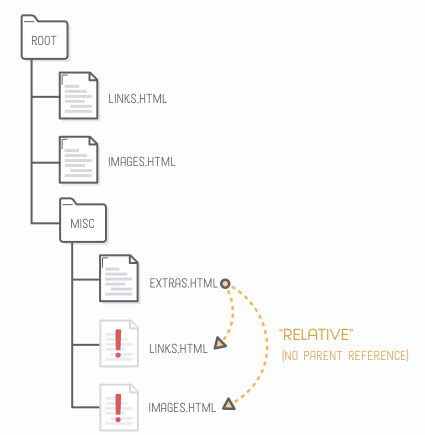 ROOT
LINKS.HTML
IMAGES.HTML
MISC
EXTRAS.HTML
LINKS.HTML
"RELATIVE"
(NO PARENT REFERENCE)
IMAGES.HTML